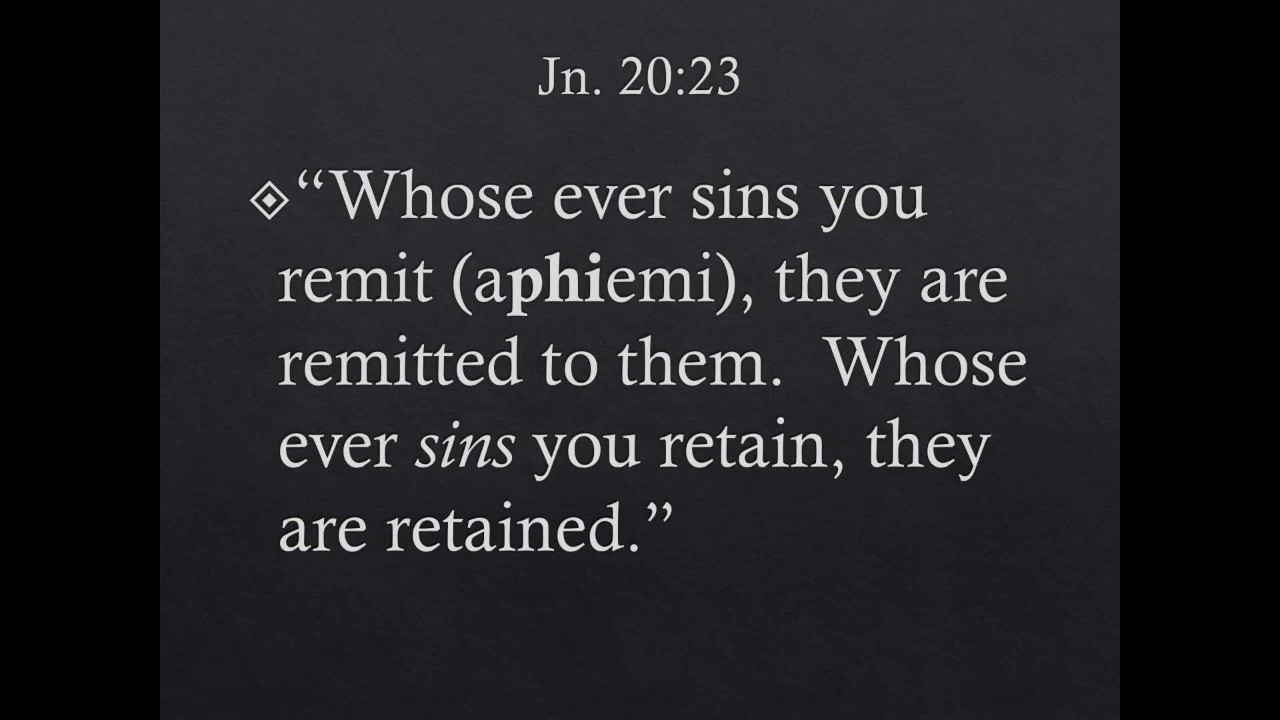 Jn. 20:23
“Whose ever sins you
remit (aphiemi), they are
remitted to them.  Whose
ever sins you retain, they
are retained.”